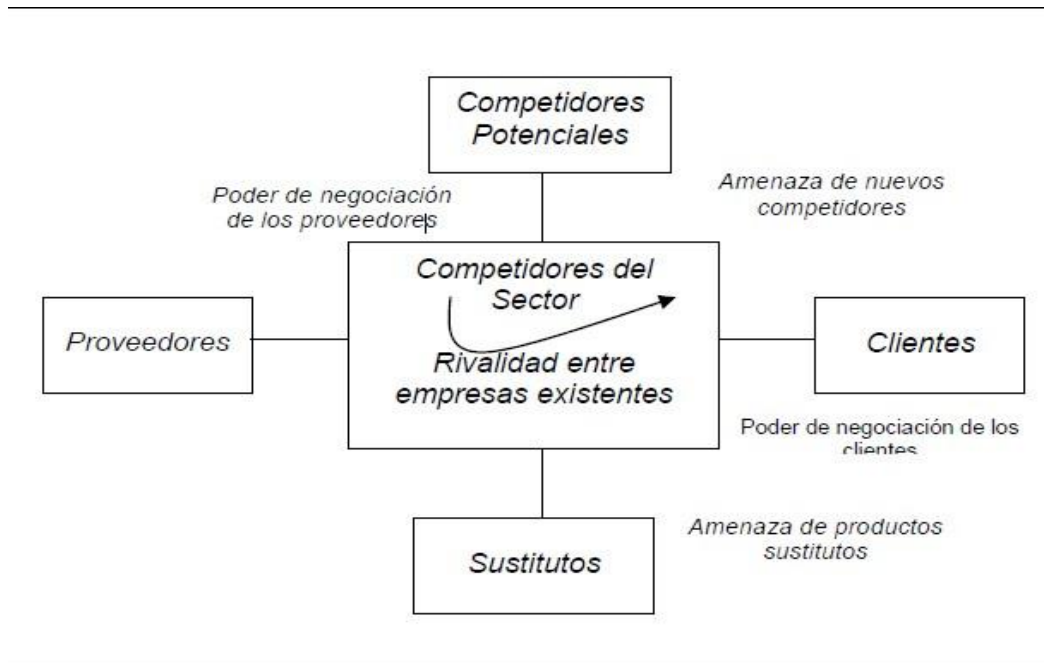 Competidores
Potenciales
Poder de negociación
de los proveedores
Amenaza de nuevos
competidores
Competidores del
Sector
Rivalidad entre
empresas existentes
Proveedores
Clientes
Poder de negociación de los
clientes
Amenaza de productos
sustitutos
Sustitutos